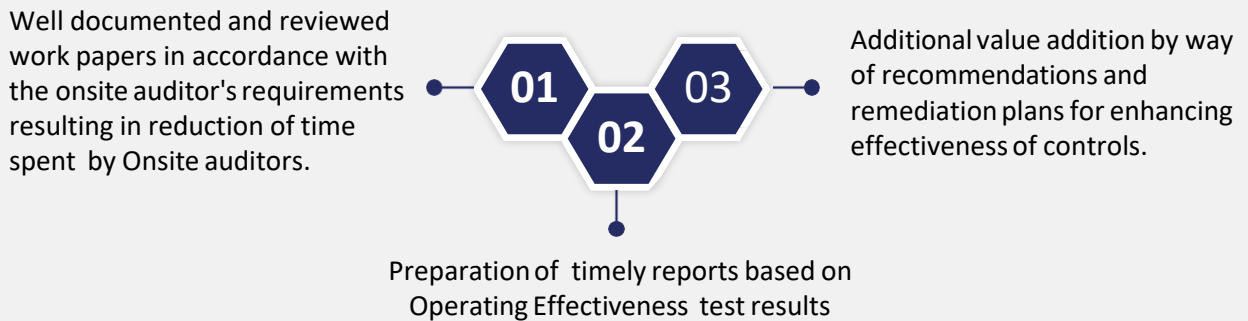 Well documented and reviewed
work papers in accordance with
the onsite auditor's requirements
resulting in reduction of time
spent by Onsite auditors.
01
02
03
Additional value addition by way
of recommendations and
remediation plans for enhancing
effectiveness of controls.
Preparation of timely reports based on
Operating Effectiveness test results